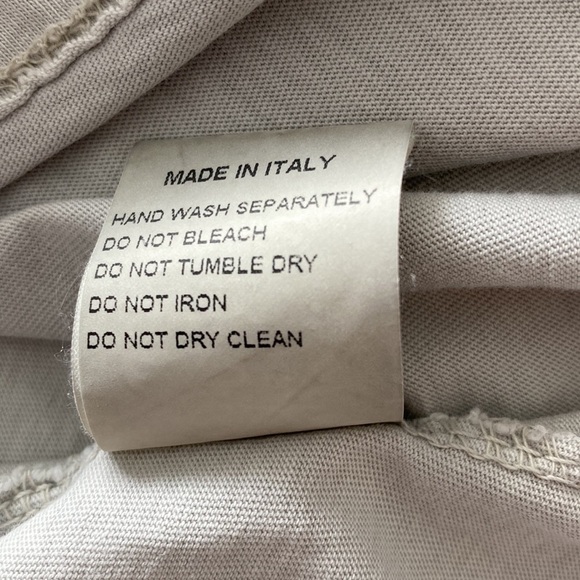 MADE IN ITALY
HAND WASH SEPARATELY
DO NOT BLEACH
DO NOT TUMBLE DRY
DO NOT IRON
DO NOT DRY CLEAN